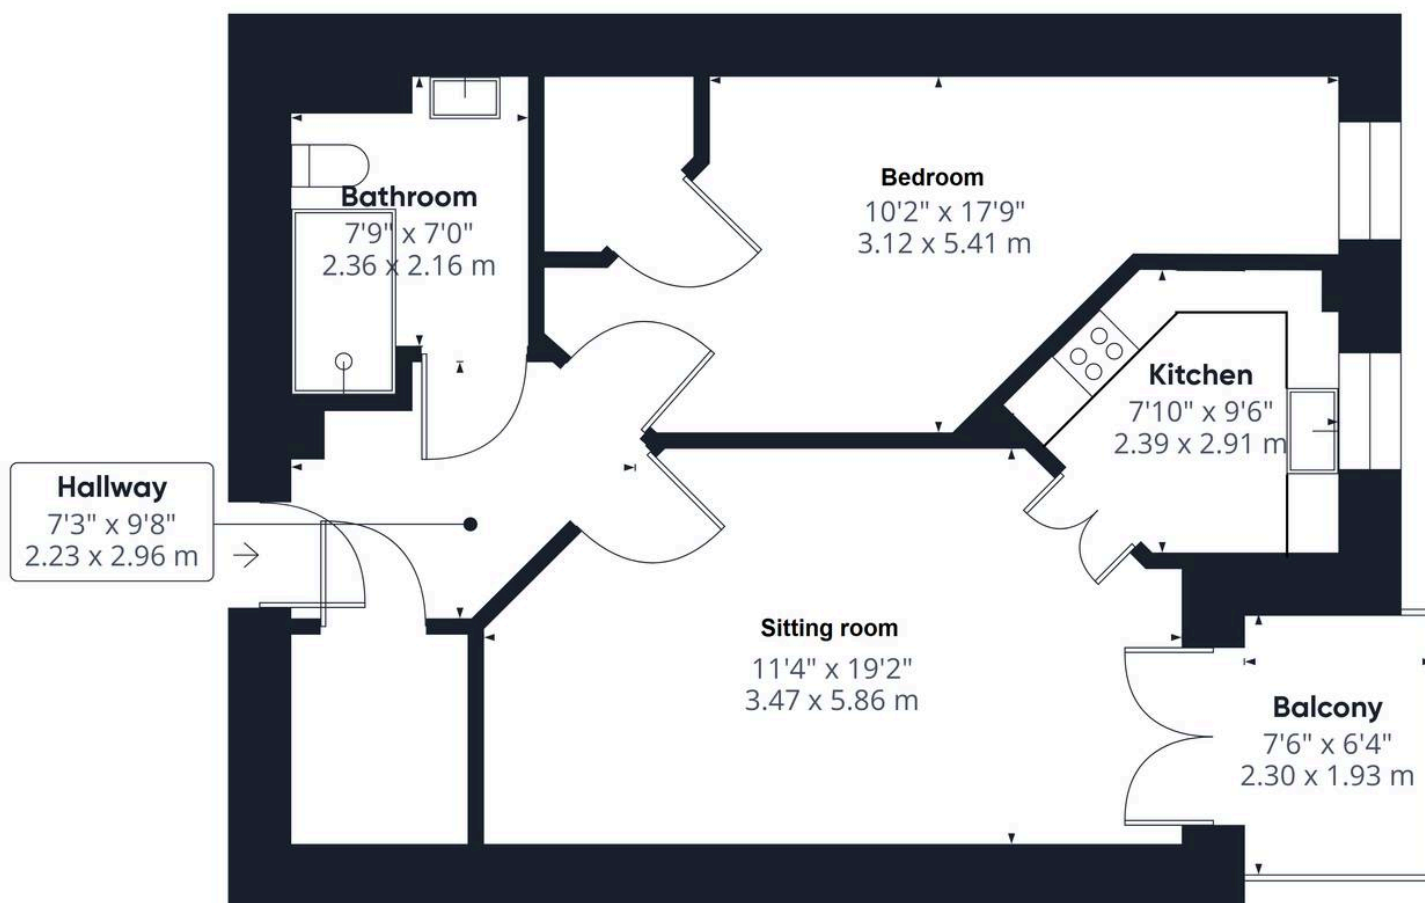 Bathroom
7'9" x 7'0"
2.36 x 2.16 m
Bedroom
10'2" x 17'9"
3.12 x 5.41 m
Kitchen
7'10" x 9'6"
2.39 x 2.91 m
Hallway
7'3" x 9'8"
2.23 x 2.96 m
Sitting room
11'4" x 19'2"
3.47 x 5.86 m
Balcony
7'6" x 6'4"
2.30 x 1.93 m